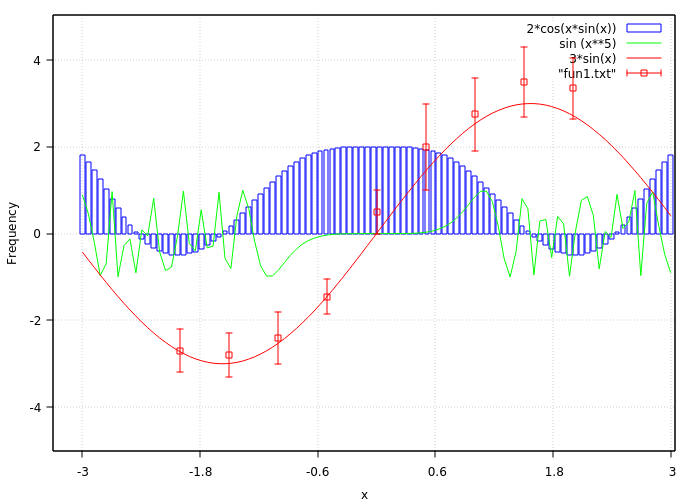 2*cos(x*sin(x))
sin (x**5)
3*sin(x)
"fun1.txt"
4
2
0
-2
-4
Frequency
-3 -1.8 -0.6 0.6 1.8 3
x